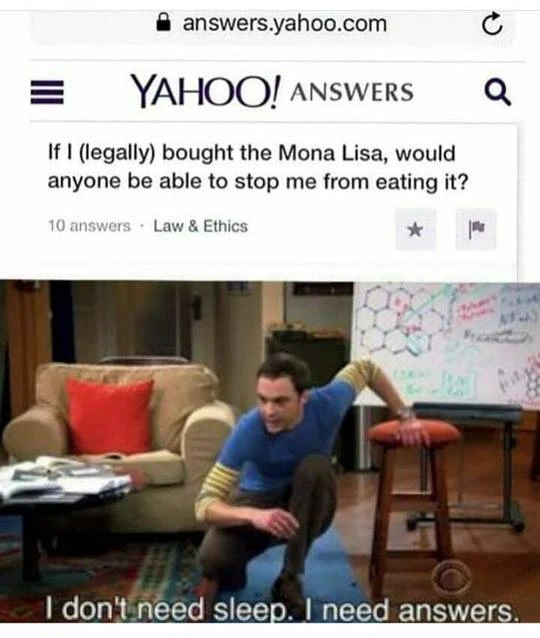 answers.yahoo.com
YAHOO! ANSWERS
If I (legally) bought the Mona Lisa, would
anyone be able to stop me from eating it?
10 answers · Law & Ethics
I don't need sleep. I need answers.